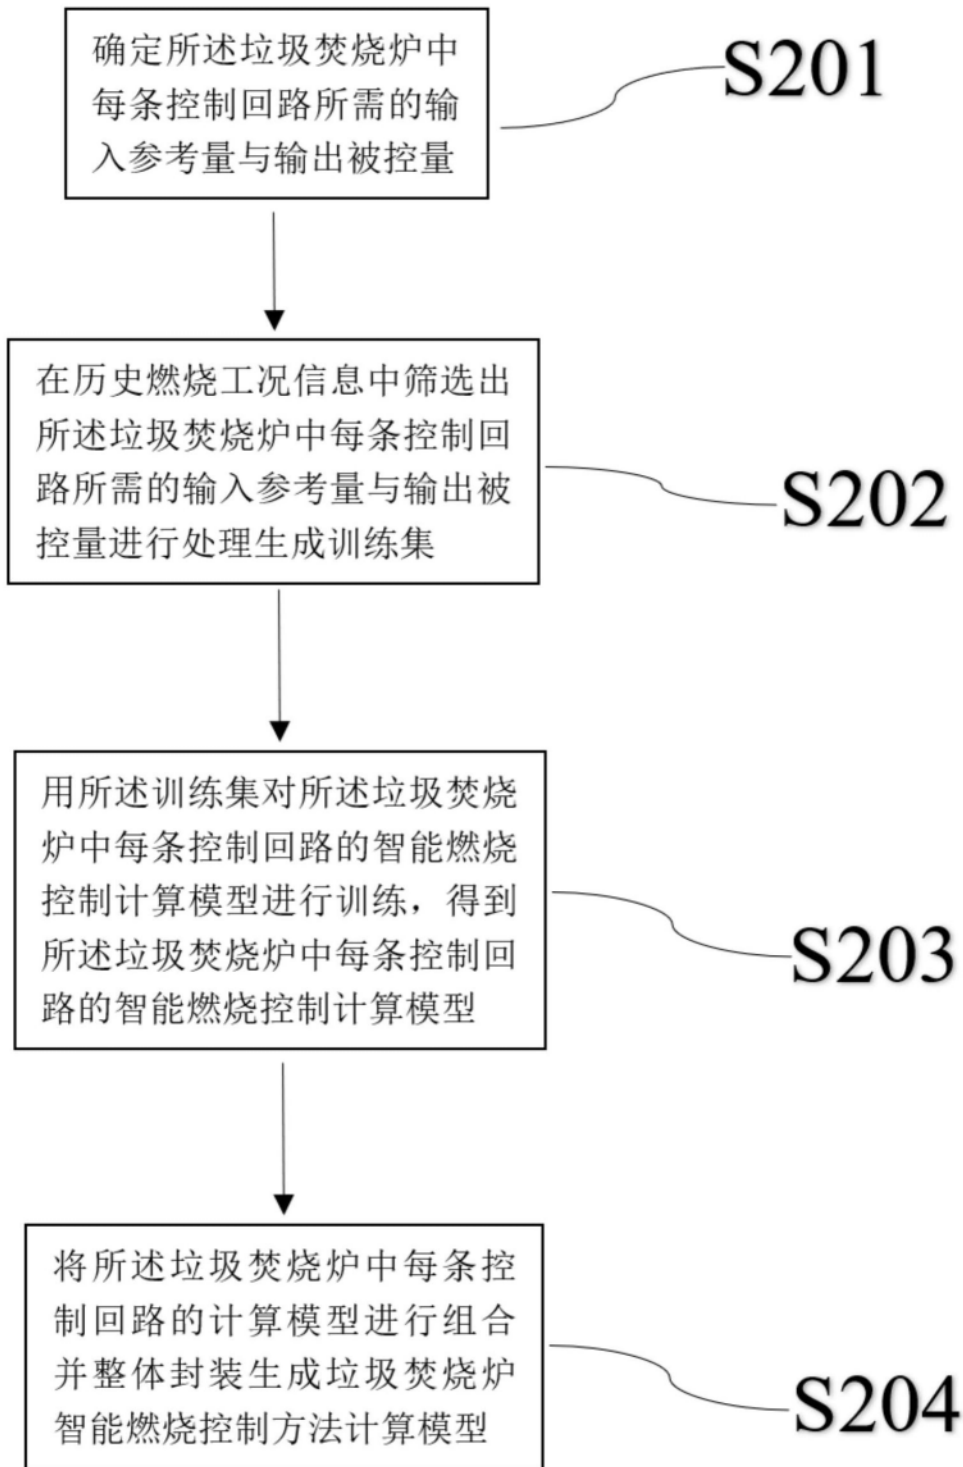 确定所述垃圾焚烧炉中
每条控制回路所需的输
入参考量与输出被控量
S201
在历史燃烧工况信息中筛选出
所述垃圾焚烧炉中每条控制回
路所需的输入参考量与输出被
控量进行处理生成训练集
S202
用所述训练集对所述垃圾焚烧
炉中每条控制回路的智能燃烧
控制计算模型进行训练，得到
所述垃圾焚烧炉中每条控制回
路的智能燃烧控制计算模型
S203
将所述垃圾焚烧炉中每条控
制回路的计算模型进行组合
并整体封装生成垃圾焚烧炉
智能燃烧控制方法计算模型
S204